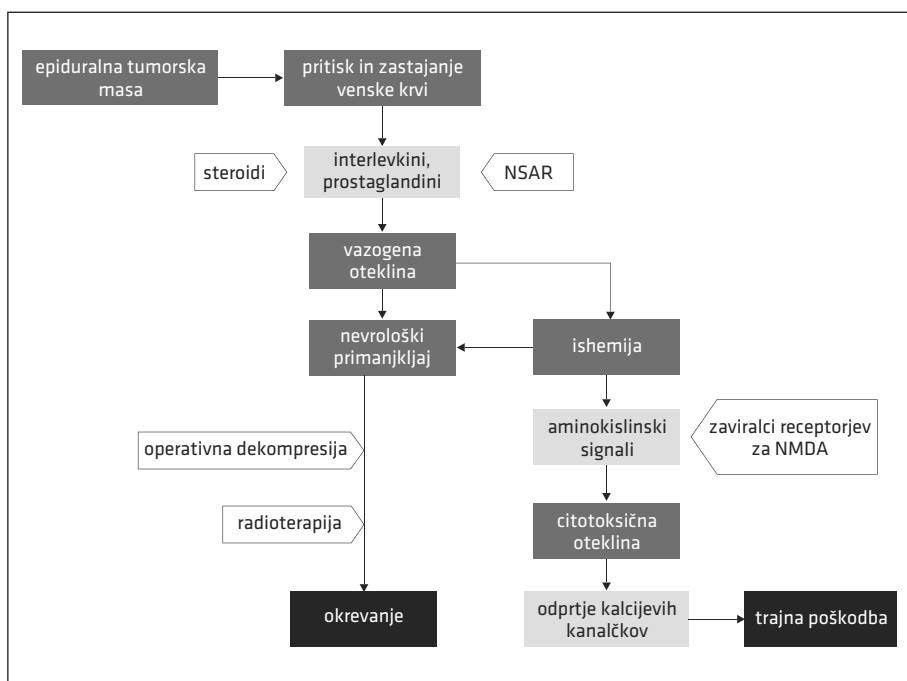 epiduralna tumorska
masa
pritisk in zastajanje
venske krvi
steroidi
interlevkini,
prostaglandini
NSAR
vazogena
oteklina
nevrološki
primanjkljaj
ishemija
operativna dekompresija
aminokislinski
signali
zaviralci receptorjev
za NMDA
radioterapija
citotoksična
oteklina
okrevanje
odprtje kalcijevih
kanalčkov
trajna poškodba